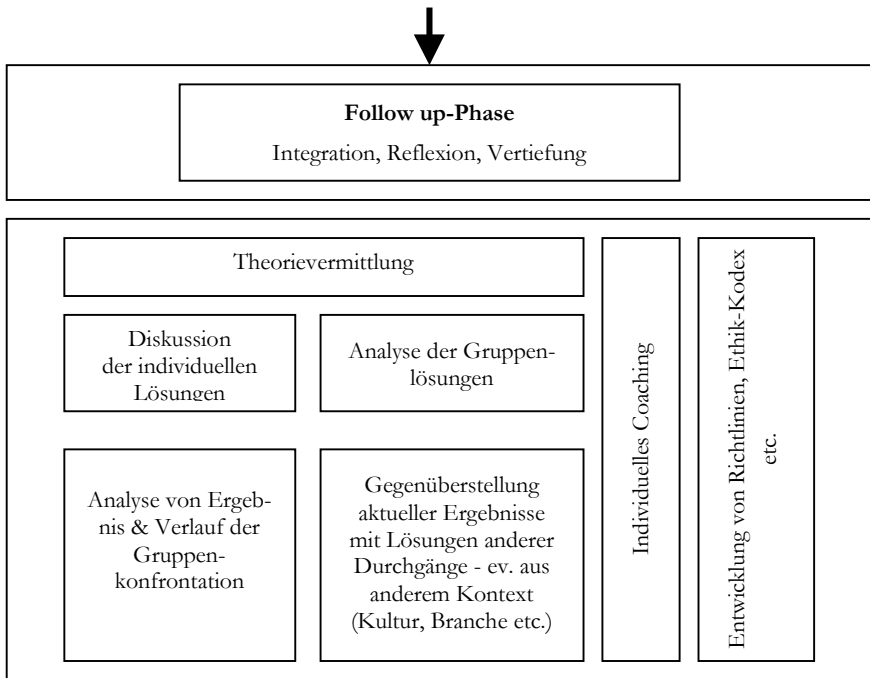 Follow up-Phase
Integration, Reflexion, Vertiefung
Theorievermittlung
Diskussion
der individuellen
Lösungen
Analyse der Gruppen-
lösungen
Analyse von Ergeb-
nis & Verlauf der
Gruppen-
konfrontation
Gegenüberstellung
aktueller Ergebnisse
mit Lösungen anderer
Durchgänge - ev. aus
anderem Kontext
(Kultur, Branche etc.)
Individuelles Coaching
Entwicklung von Richtlinien, Ethik-Kodex
etc.